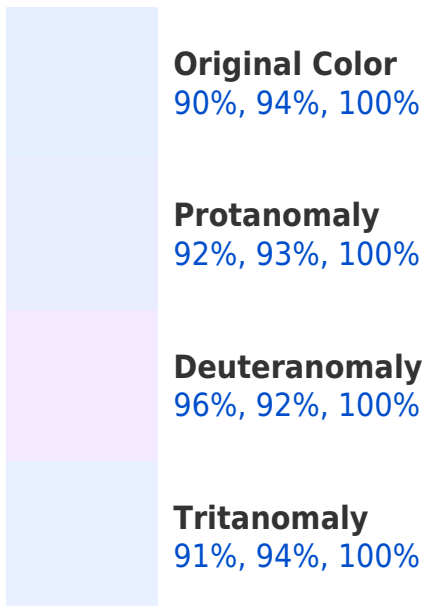 Original Color
90%, 94%, 100%
Protanomaly
92%, 93%, 100%
Deuteranomaly
96%, 92%, 100%
Tritanomaly
91%, 94%, 100%